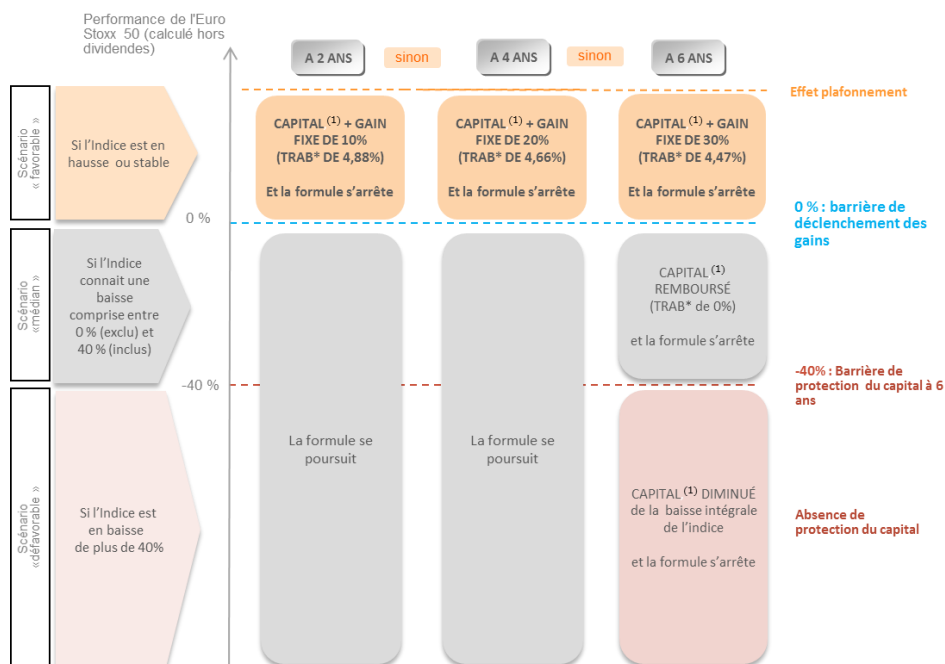 Performance de l'Euro
Stoxx 50 (calculé hors
dividendes)
A 2 ANS
sinon
A 4 ANS
sinon
A 6 ANS
Effet plafonnement
Scénario
« favorable »
Si l'Indice est en
hausse ou stable
CAPITAL (1) + GAIN
FIXE DE 10%
(TRAB* DE 4,88%)
Et la formule s'arrête
CAPITAL (1) + GAIN
FIXE DE 20%
(TRAB* DE 4,66%)
Et la formule s'arrête
CAPITAL (1) + GAIN
FIXE DE 30%
(TRAB* DE 4,47%)
Et la formule s'arrête
0 %
0 % : barrière de
déclenchement des
gains
Scénario
«médian »
Si l'Indice
connait une
baisse
comprise entre
0 % (exclu) et
40 % (inclus)
CAPITAL (1)
REMBOURSÉ
(TRAB* de 0%)
et la formule s'arrête
-40 %
-40% : Barrière de
protection du capital à 6
ans
Scénario
«défavorable »
Si l'Indice est
en baisse
de plus de 40%
La formule se
poursuit
La formule se
poursuit
CAPITAL (1) DIMINUÉ
de la baisse intégrale
de l'indice
et la formule s'arrête
Absence de
protection du capital